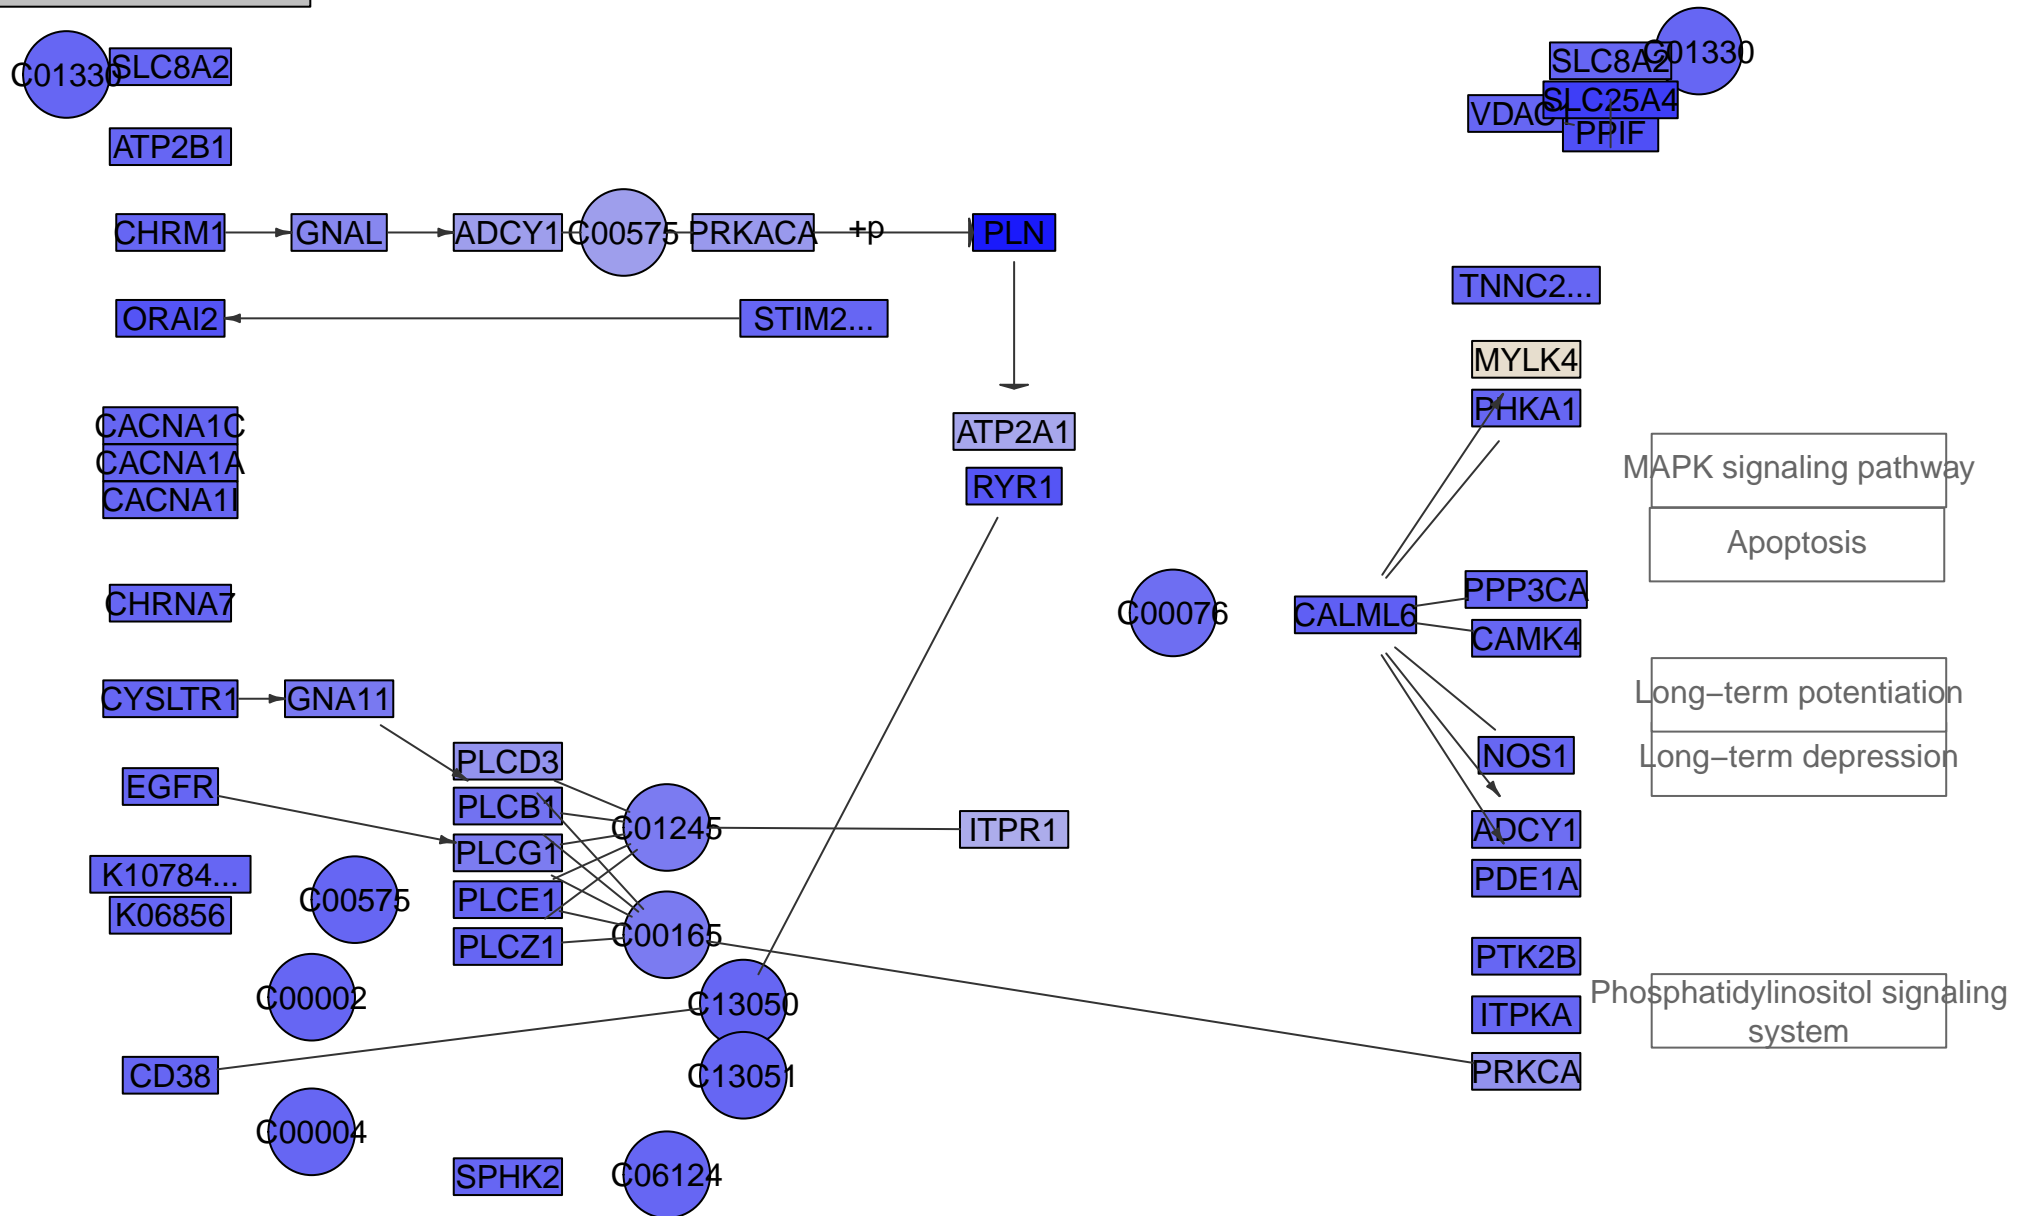 C01330
SLC8A2
SLC8A2
C01330
SLC25A4
VDAC1
PPIF
ATP2B1
CHRM1
GNAL
ADCY1
C00575
PRKACA
+p
PLN
TNNC2...
ORAI2
STIM2...
MYLK4
PHKA1
CACNA1C
CACNA1A
CACNA1I
ATP2A1
RYR1
MAPK signaling pathway
Apoptosis
CHRNA7
C00076
CALML6
PPP3CA
CAMK4
CYSLTR1
GNA11
Long−term potentiation
Long−term depression
NOS1
PLCD3
EGFR
PLCB1
C01245
ITPR1
ADCY1
PLCG1
K10784...
PDE1A
C00575
PLCE1
K06856
C00165
PLCZ1
PTK2B
C00002
C13050
ITPKA
Phosphatidylinositol signaling
system
CD38
C13051
PRKCA
C00004
SPHK2
C06124